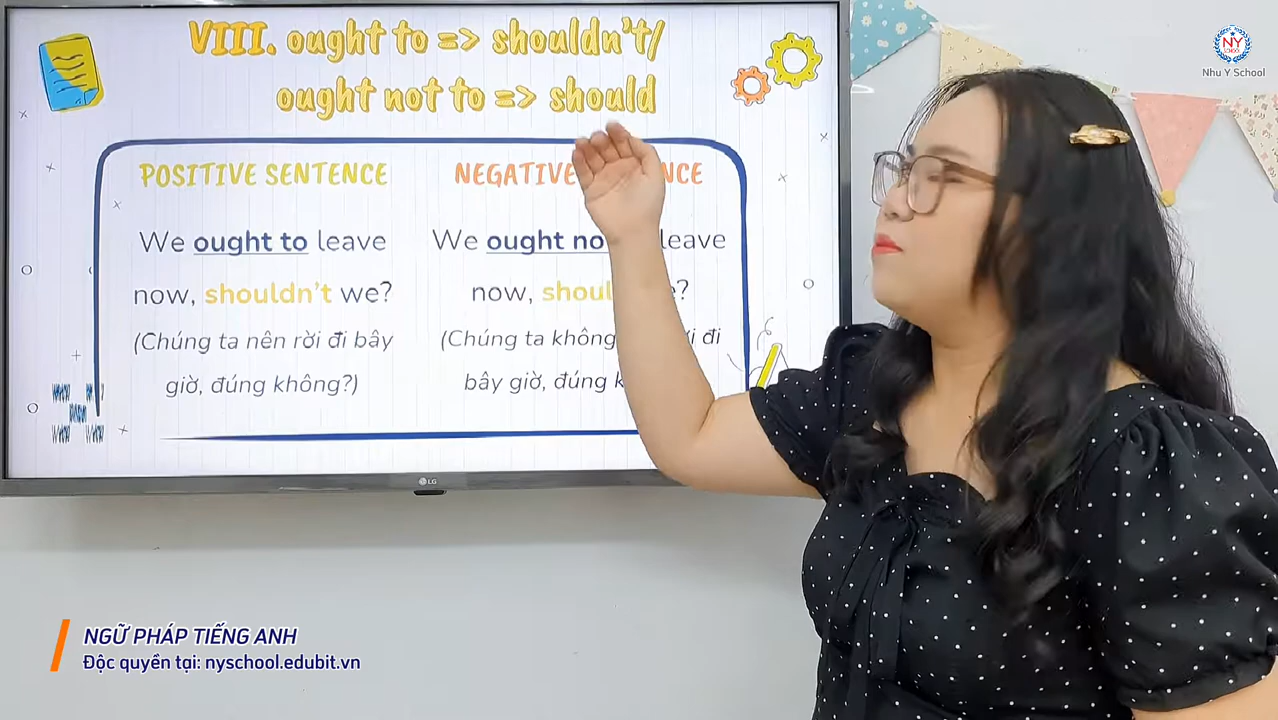 VIII. ought to => shouldn't/
ought not to => should
POSITIVE SENTENCE
We ought to leave
now, shouldn't we?
(Chúng ta nên rời đi bây
giờ, đúng không?)
NEGATIVE NCE
We ought no leave
now, shoul e?
(Chúng ta không i đi
bây giờ, đúng k
LG
NY
SCHOOL
Nhu Y School
NGỮ PHÁP TIẾNG ANH
Độc quyền tại: nyschool.edubit.vn